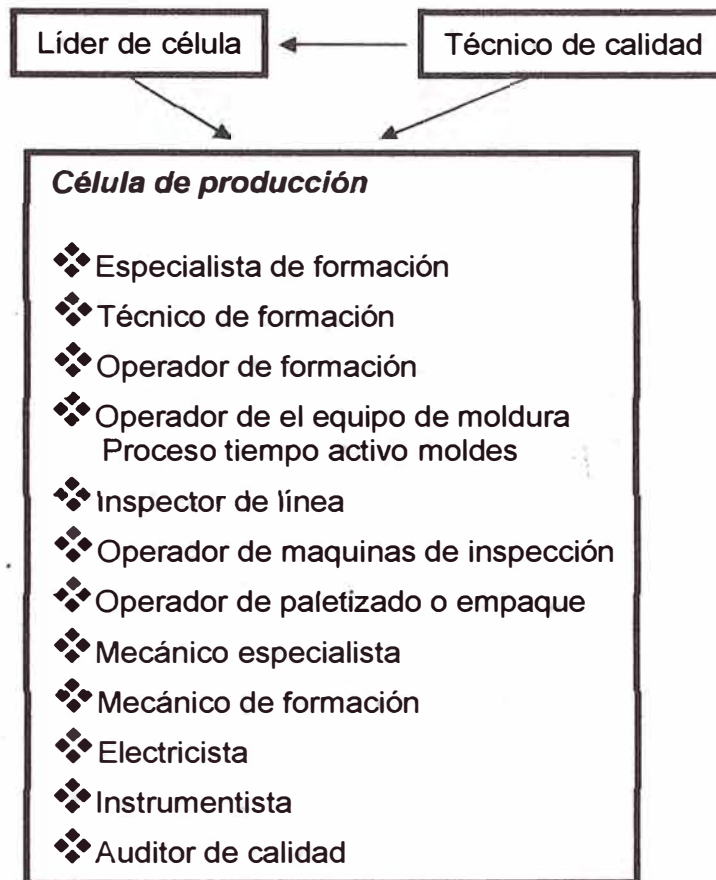 Líder de célula
Técnico de calidad
Célula de producción
Especialista de formación
Técnico de formación
Operador de formación
Operador de el equipo de moldura
Proceso tiempo activo moldes
Inspector de línea
Operador de maquinas de inspección
Operador de paletizado o empaque
Mecánico especialista
Mecánico de formación
Electricista
Instrumentista
Auditor de calidad